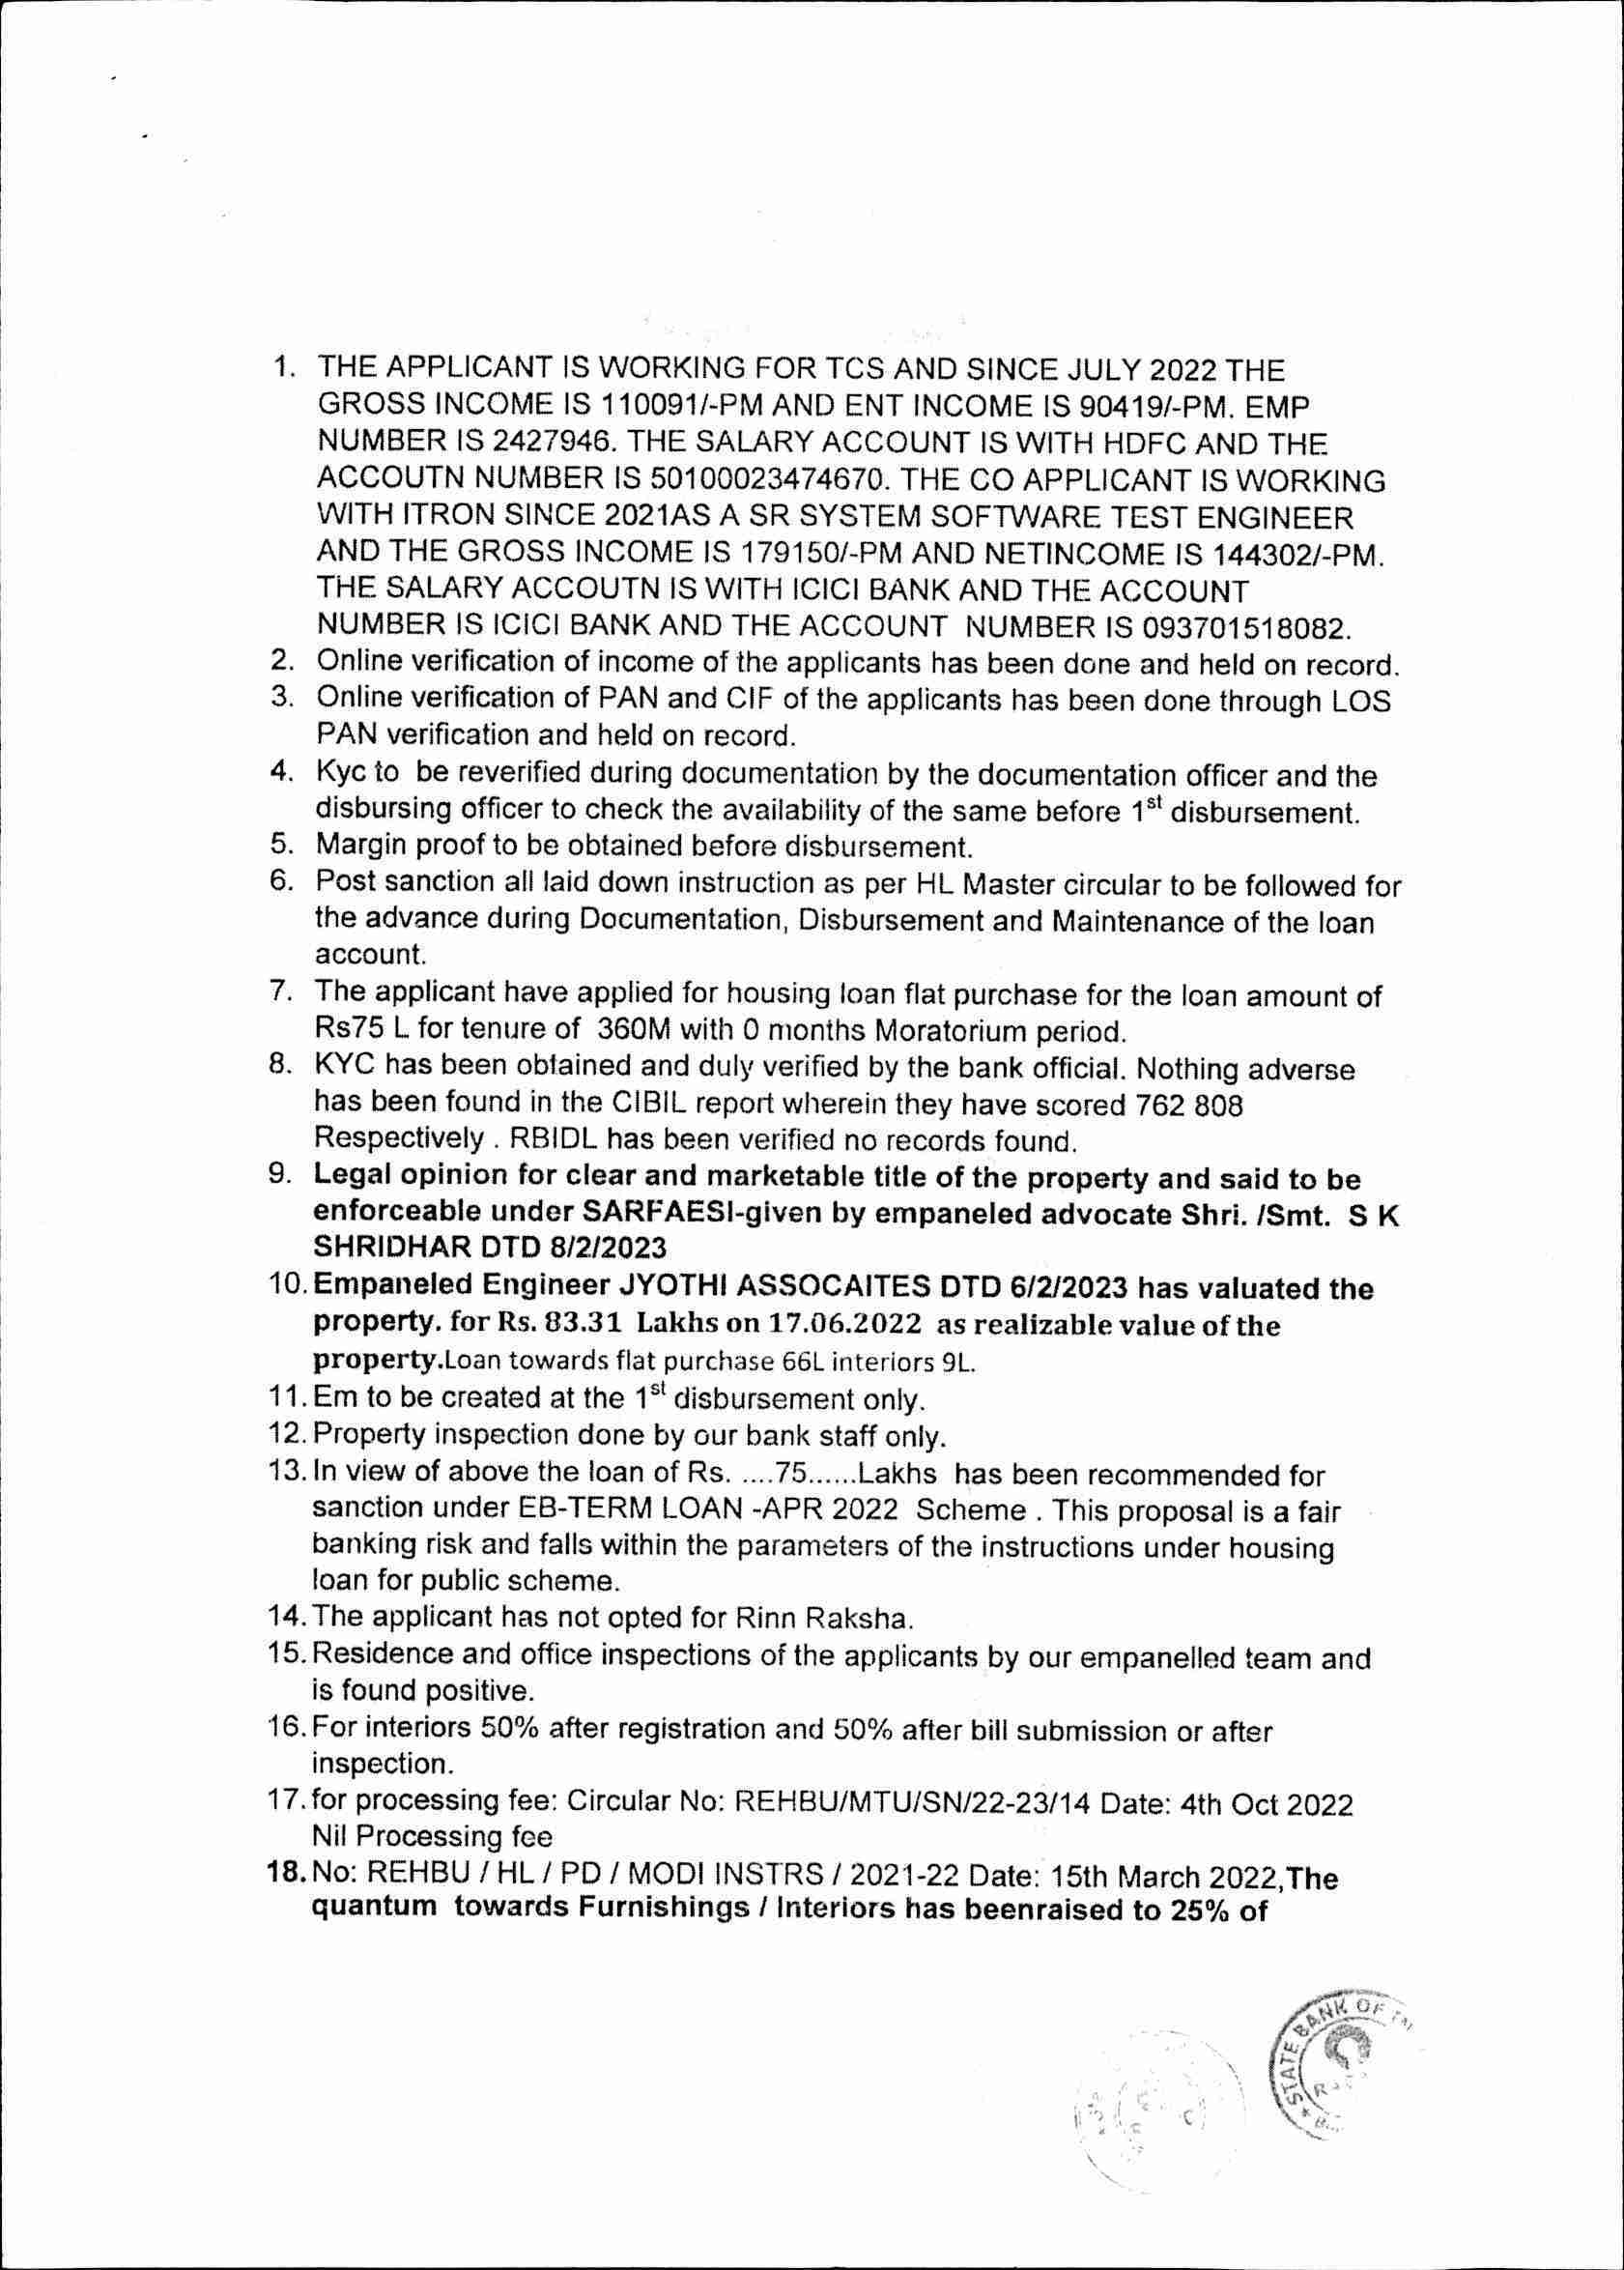 1. THE APPLICANT IS WORKING FOR TCS AND SINCE JULY 2022 THE
GROSS INCOME IS 110091/-PM AND ENT INCOME IS 90419/-PM. EMP
NUMBER IS 2427946. THE SALARY ACCOUNT IS WITH HDFC AND THE
ACCOUTN NUMBER IS 50100023474670. THE CO APPLICANT IS WORKING
WITH ITRON SINCE 2021AS A SR SYSTEM SOFTWARE TEST ENGINEER
AND THE GROSS INCOME IS 179150/-PM AND NETINCOME IS 144302/-PM.
THE SALARY ACCOUTN IS WITH ICICI BANK AND THE ACCOUNT
NUMBER IS ICICI BANK AND THE ACCOUNT NUMBER IS 093701518082.
2. Online verification of income of the applicants has been done and held on record.
3. Online verification of PAN and CIF of the applicants has been done through LOS
PAN verification and held on record.
4. Kyc to be reverified during documentation by the documentation officer and the
disbursing officer to check the availability of the same before 1st disbursement.
5. Margin proof to be obtained before disbursement.
6. Post sanction all laid down instruction as per HL Master circular to be followed for
the advance during Documentation, Disbursement and Maintenance of the loan
account.
7. The applicant have applied for housing loan flat purchase for the loan amount of
Rs75 L for tenure of 360M with 0 months Moratorium period.
8. KYC has been obtained and duly verified by the bank official. Nothing adverse
has been found in the CIBIL report wherein they have scored 762 808
Respectively . RBIDL has been verified no records found.
9. Legal opinion for clear and marketable title of the property and said to be
enforceable under SARFAESI-given by empaneled advocate Shri. /Smt. S K
SHRIDHAR DTD 8/2/2023
10. Empaneled Engineer JYOTHI ASSOCAITES DTD 6/2/2023 has valuated the
property. for Rs. 83.31 Lakhs on 17.06.2022 as realizable value of the
property.Loan towards flat purchase 66L interiors 9L.
11. Em to be created at the 1st disbursement only.
12. Property inspection done by our bank staff only.
13. In view of above the loan of Rs. ....75......Lakhs has been recommended for
sanction under EB-TERM LOAN -APR 2022 Scheme . This proposal is a fair
banking risk and falls within the parameters of the instructions under housing
loan for public scheme.
14. The applicant has not opted for Rinn Raksha.
15. Residence and office inspections of the applicants by our empanelled team and
is found positive.
16. For interiors 50% after registration and 50% after bill submission or after
inspection.
17. for processing fee: Circular No: REHBU/MTU/SN/22-23/14 Date: 4th Oct 2022
Nil Processing fee
18. No: REHBU / HL / PD / MODI INSTRS / 2021-22 Date: 15th March 2022,The
quantum towards Furnishings / Interiors has beenraised to 25% of
STATE BANK OF